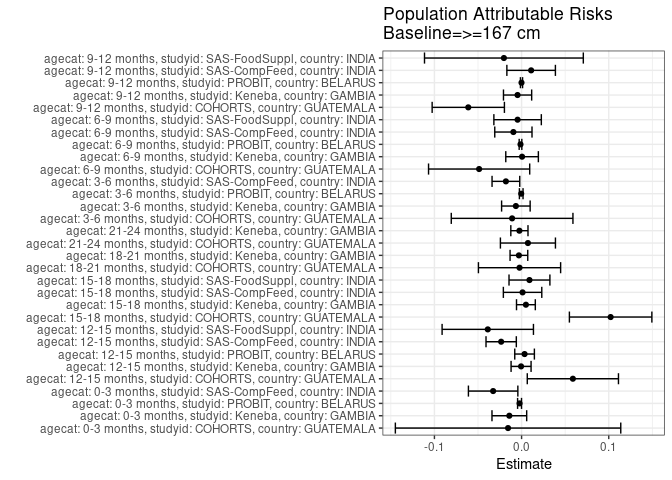 Population Attributable Risks
Baseline=>=167 cm
agecat: 9-12 months, studyid: SAS-FoodSuppl, country: INDIA
agecat: 9-12 months, studyid: SAS-CompFeed, country: INDIA
agecat: 9-12 months, studyid: PROBIT, country: BELARUS
agecat: 9-12 months, studyid: Keneba, country: GAMBIA
agecat: 9-12 months, studyid: COHORTS, country: GUATEMALA
agecat: 6-9 months, studyid: SAS-FoodSuppl, country: INDIA
agecat: 6-9 months, studyid: SAS-CompFeed, country: INDIA
agecat: 6-9 months, studyid: PROBIT, country: BELARUS
agecat: 6-9 months, studyid: Keneba, country: GAMBIA
agecat: 6-9 months, studyid: COHORTS, country: GUATEMALA
agecat: 3-6 months, studyid: SAS-CompFeed, country: INDIA
agecat: 3-6 months, studyid: PROBIT, country: BELARUS
agecat: 3-6 months, studyid: Keneba, country: GAMBIA
agecat: 3-6 months, studyid: COHORTS, country: GUATEMALA
agecat: 21-24 months, studyid: Keneba, country: GAMBIA
agecat: 21-24 months, studyid: COHORTS, country: GUATEMALA
agecat: 18-21 months, studyid: Keneba, country: GAMBIA
agecat: 18-21 months, studyid: COHORTS, country: GUATEMALA
agecat: 15-18 months, studyid: SAS-FoodSuppl, country: INDIA
agecat: 15-18 months, studyid: SAS-CompFeed, country: INDIA
agecat: 15-18 months, studyid: Keneba, country: GAMBIA
agecat: 15-18 months, studyid: COHORTS, country: GUATEMALA
agecat: 12-15 months, studyid: SAS-FoodSuppl, country: INDIA
agecat: 12-15 months, studyid: SAS-CompFeed, country: INDIA
agecat: 12-15 months, studyid: PROBIT, country: BELARUS
agecat: 12-15 months, studyid: Keneba, country: GAMBIA
agecat: 12-15 months, studyid: COHORTS, country: GUATEMALA
agecat: 0-3 months, studyid: SAS-CompFeed, country: INDIA
agecat: 0-3 months, studyid: PROBIT, country: BELARUS
agecat: 0-3 months, studyid: Keneba, country: GAMBIA
agecat: 0-3 months, studyid: COHORTS, country: GUATEMALA
-0.1 0.0 0.1
Estimate